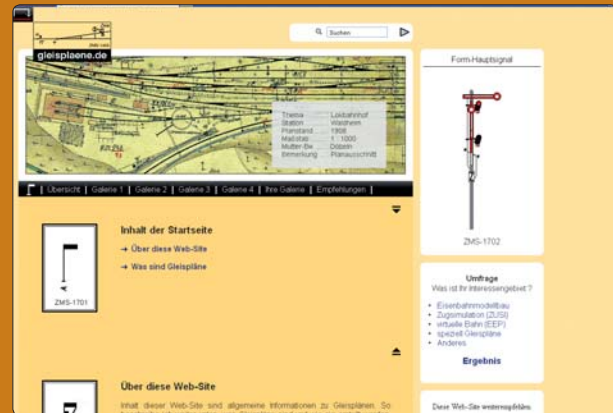 gleisplaene.de
Suchen
Thema Lokbahnhof
Station Waldheim
Planstand 1908
Maßstab 1 : 1000
Mutter-Bw Döbeln
Bemerkung Planausschnitt
| Übersicht | Galerie 1 | Galerie 2 | Galerie 3 | Galerie 4 | Ihre Galerie | Empfehlungen |
Inhalt der Startseite
→ Über diese Web-Site
→ Was sind Gleispläne
ZMS-1701
Über diese Web-Site
Inhalt dieser Web-Site sind allgemeine Informationen zu Gleisplänen. So
Form-Hauptsignal
ZMS-1702
Umfrage
Was ist Ihr Interessengebiet ?
• Eisenbahnmodellbau
• Zugsimulation (ZUSI)
• virtuelle Bahn (EEP)
• speziell Gleispläne
• Anderes
Ergebnis
Diese Web-Site weiterempfehlen